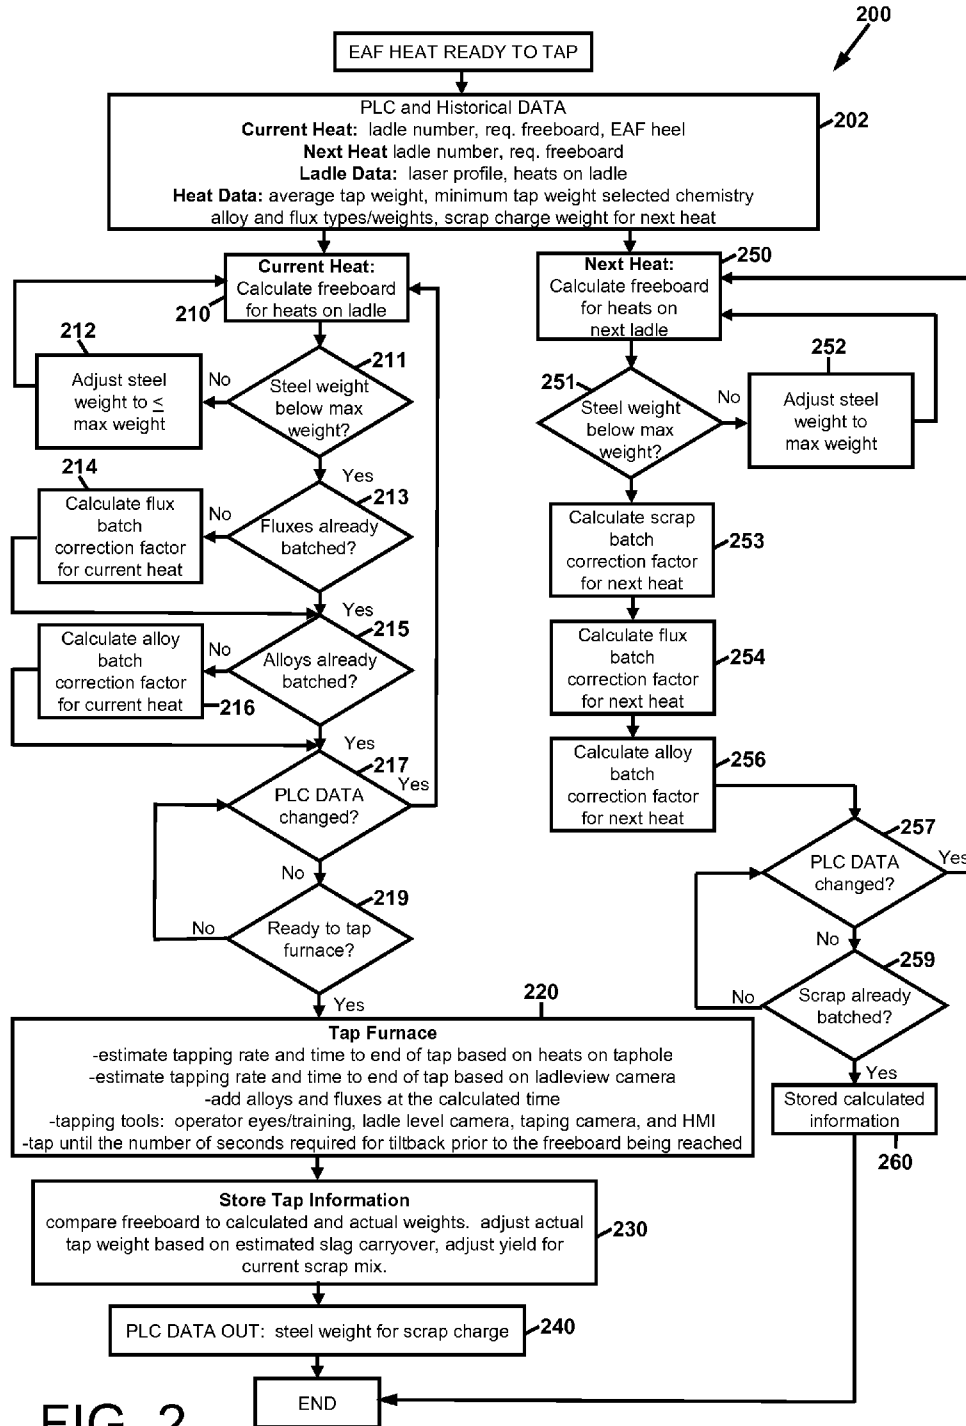 200
EAF HEAT READY TO TAP
PLC and Historical DATA
Current Heat: ladle number, req. freeboard, EAF heel
Next Heat ladle number, req. freeboard
Ladle Data: laser profile, heats on ladle
Heat Data: average tap weight, minimum tap weight selected chemistry
alloy and flux types/weights, scrap charge weight for next heat
202
Current Heat:
Calculate freeboard
for heats on ladle
210
212
Adjust steel
weight to ≤
max weight
No
211
Steel weight
below max
weight?
Yes
214
Calculate flux
batch
correction factor
for current heat
No
213
Fluxes already
batched?
Yes
Calculate alloy
batch
correction factor
for current heat
216
No
215
Alloys already
batched?
Yes
217
PLC DATA
changed?
Yes
No
219
Ready to tap
furnace?
No
Yes
220
Tap Furnace
-estimate tapping rate and time to end of tap based on heats on taphole
-estimate tapping rate and time to end of tap based on ladleview camera
-add alloys and fluxes at the calculated time
-tapping tools: operator eyes/training, ladle level camera, taping camera, and HMI
-tap until the number of seconds required for tiltback prior to the freeboard being reached
Store Tap Information
compare freeboard to calculated and actual weights. adjust actual
tap weight based on estimated slag carryover, adjust yield for
current scrap mix.
230
PLC DATA OUT: steel weight for scrap charge
240
END
Next Heat:
Calculate freeboard
for heats on
next ladle
250
251
Steel weight
below max
weight?
No
252
Adjust steel
weight to
max weight
Calculate scrap
batch
correction factor
for next heat
253
Calculate flux
batch
correction factor
for next heat
254
Calculate alloy
batch
correction factor
for next heat
256
257
PLC DATA
changed?
Yes
No
259
Scrap already
batched?
No
Yes
Stored calculated
information
260
FIG. 2